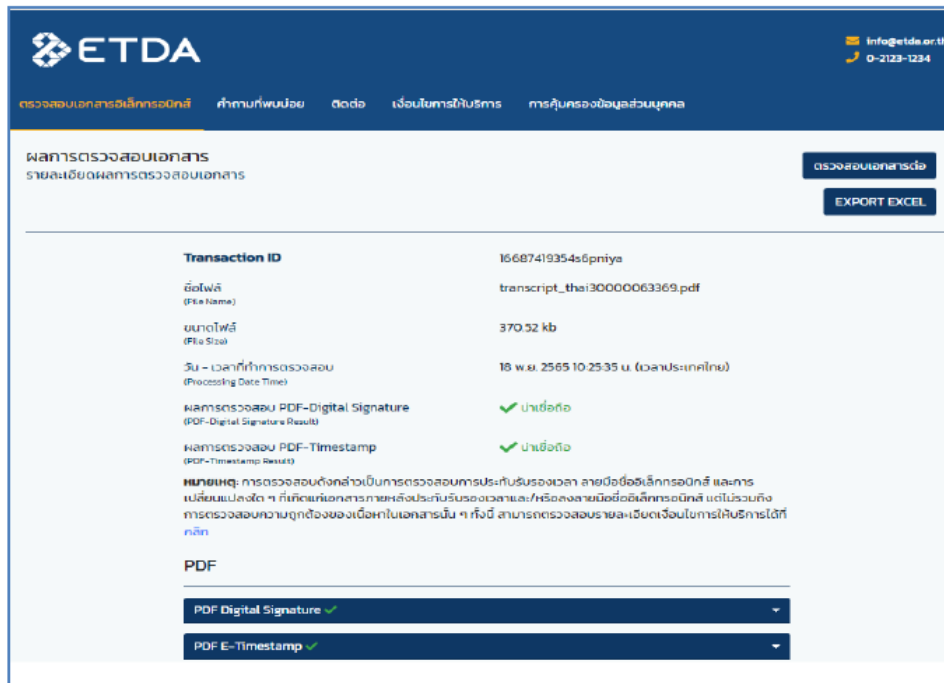 ETDA
info@etda.or.th
0-2123-1234
ตรวจสอบเอกสารอิเล็กทรอนิกส์ คำถามที่พบบ่อย ติดต่อ เงื่อนไขการให้บริการ การคุ้มครองข้อมูลส่วนบุคคล
ผลการตรวจสอบเอกสาร
รายละเอียดผลการตรวจสอบเอกสาร
ตรวจสอบเอกสารต่อ
EXPORT EXCEL
Transaction ID 16687419354s6pniya
ชื่อไฟล์ transcript_thai30000063369.pdf
(File Name)
ขนาดไฟล์ 370.52 kb
(File Size)
วัน - เวลาที่ทำการตรวจสอบ 18 พ.ย. 2565 10:25:35 น. (เวลาประเทศไทย)
(Processing Date Time)
ผลการตรวจสอบ PDF-Digital Signature น่าเชื่อถือ
(PDF-Digital Signature Result)
ผลการตรวจสอบ PDF-Timestamp น่าเชื่อถือ
(PDF-Timestamp Result)
หมายเหตุ: การตรวจสอบดังกล่าวเป็นการตรวจสอบการประทับรับรองเวลา ลายมือชื่ออิเล็กทรอนิกส์ และการ
เปลี่ยนแปลงใด ๆ ที่เกิดแก่เอกสารภายหลังประทับรับรองเวลาและ/หรือลงลายมือชื่ออิเล็กทรอนิกส์ แต่ไม่รวมถึง
การตรวจสอบความถูกต้องของเนื้อหาในเอกสารนั้น ๆ ทั้งนี้ สามารถตรวจสอบรายละเอียดเงื่อนไขการให้บริการได้ที่
คลิก
PDF
PDF Digital Signature
PDF E-Timestamp